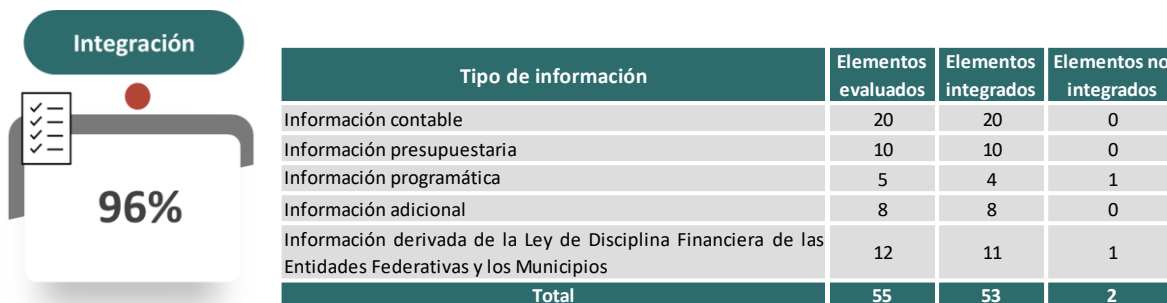 Integración
96%
Tipo de información
Elementos evaluados
Elementos integrados
Elementos no integrados
Información contable 20 20 0
Información presupuestaria 10 10 0
Información programática 5 4 1
Información adicional 8 8 0
Información derivada de la Ley de Disciplina Financiera de las
Entidades Federativas y los Municipios 12 11 1
Total 55 53 2